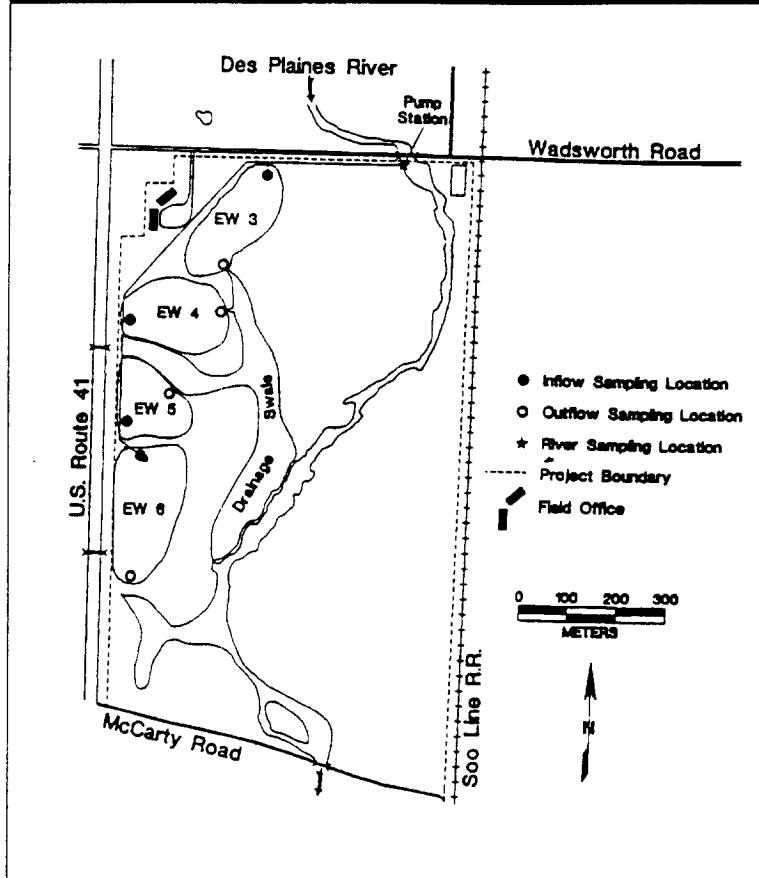 Des Plaines River
Pump
Station
Wadsworth Road
EW 3
EW 4
EW 5
EW 6
Swale
Drainage
U.S. Route 41
Inflow Sampling Location
Outflow Sampling Location
River Sampling Location
Project Boundary
Field Office
0 100 200 300
METERS
N
Soo Line R.R.
McCarty Road